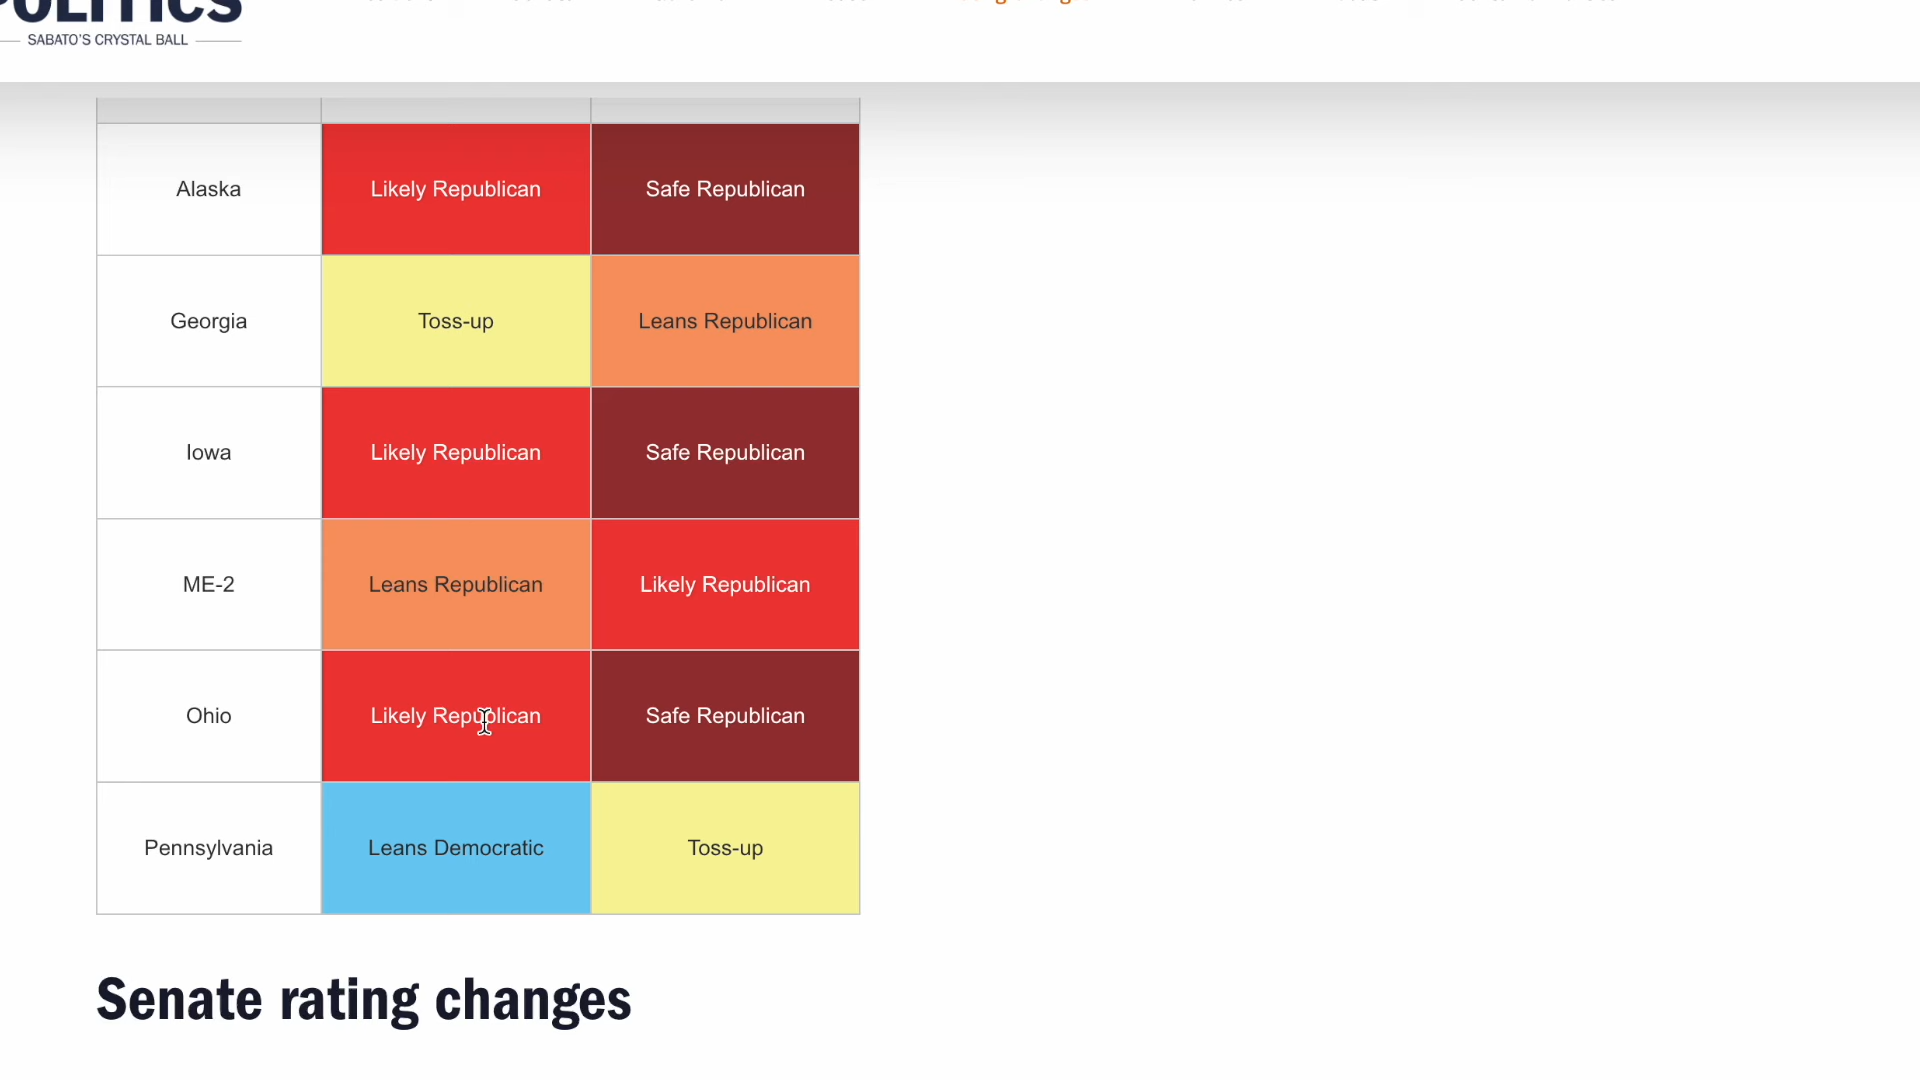 POLITICS
SABATO'S CRYSTAL BALL
Alaska Likely Republican Safe Republican
Georgia Toss-up Leans Republican
Iowa Likely Republican Safe Republican
ME-2 Leans Republican Likely Republican
Ohio Likely Republican Safe Republican
Pennsylvania Leans Democratic Toss-up
Senate rating changes